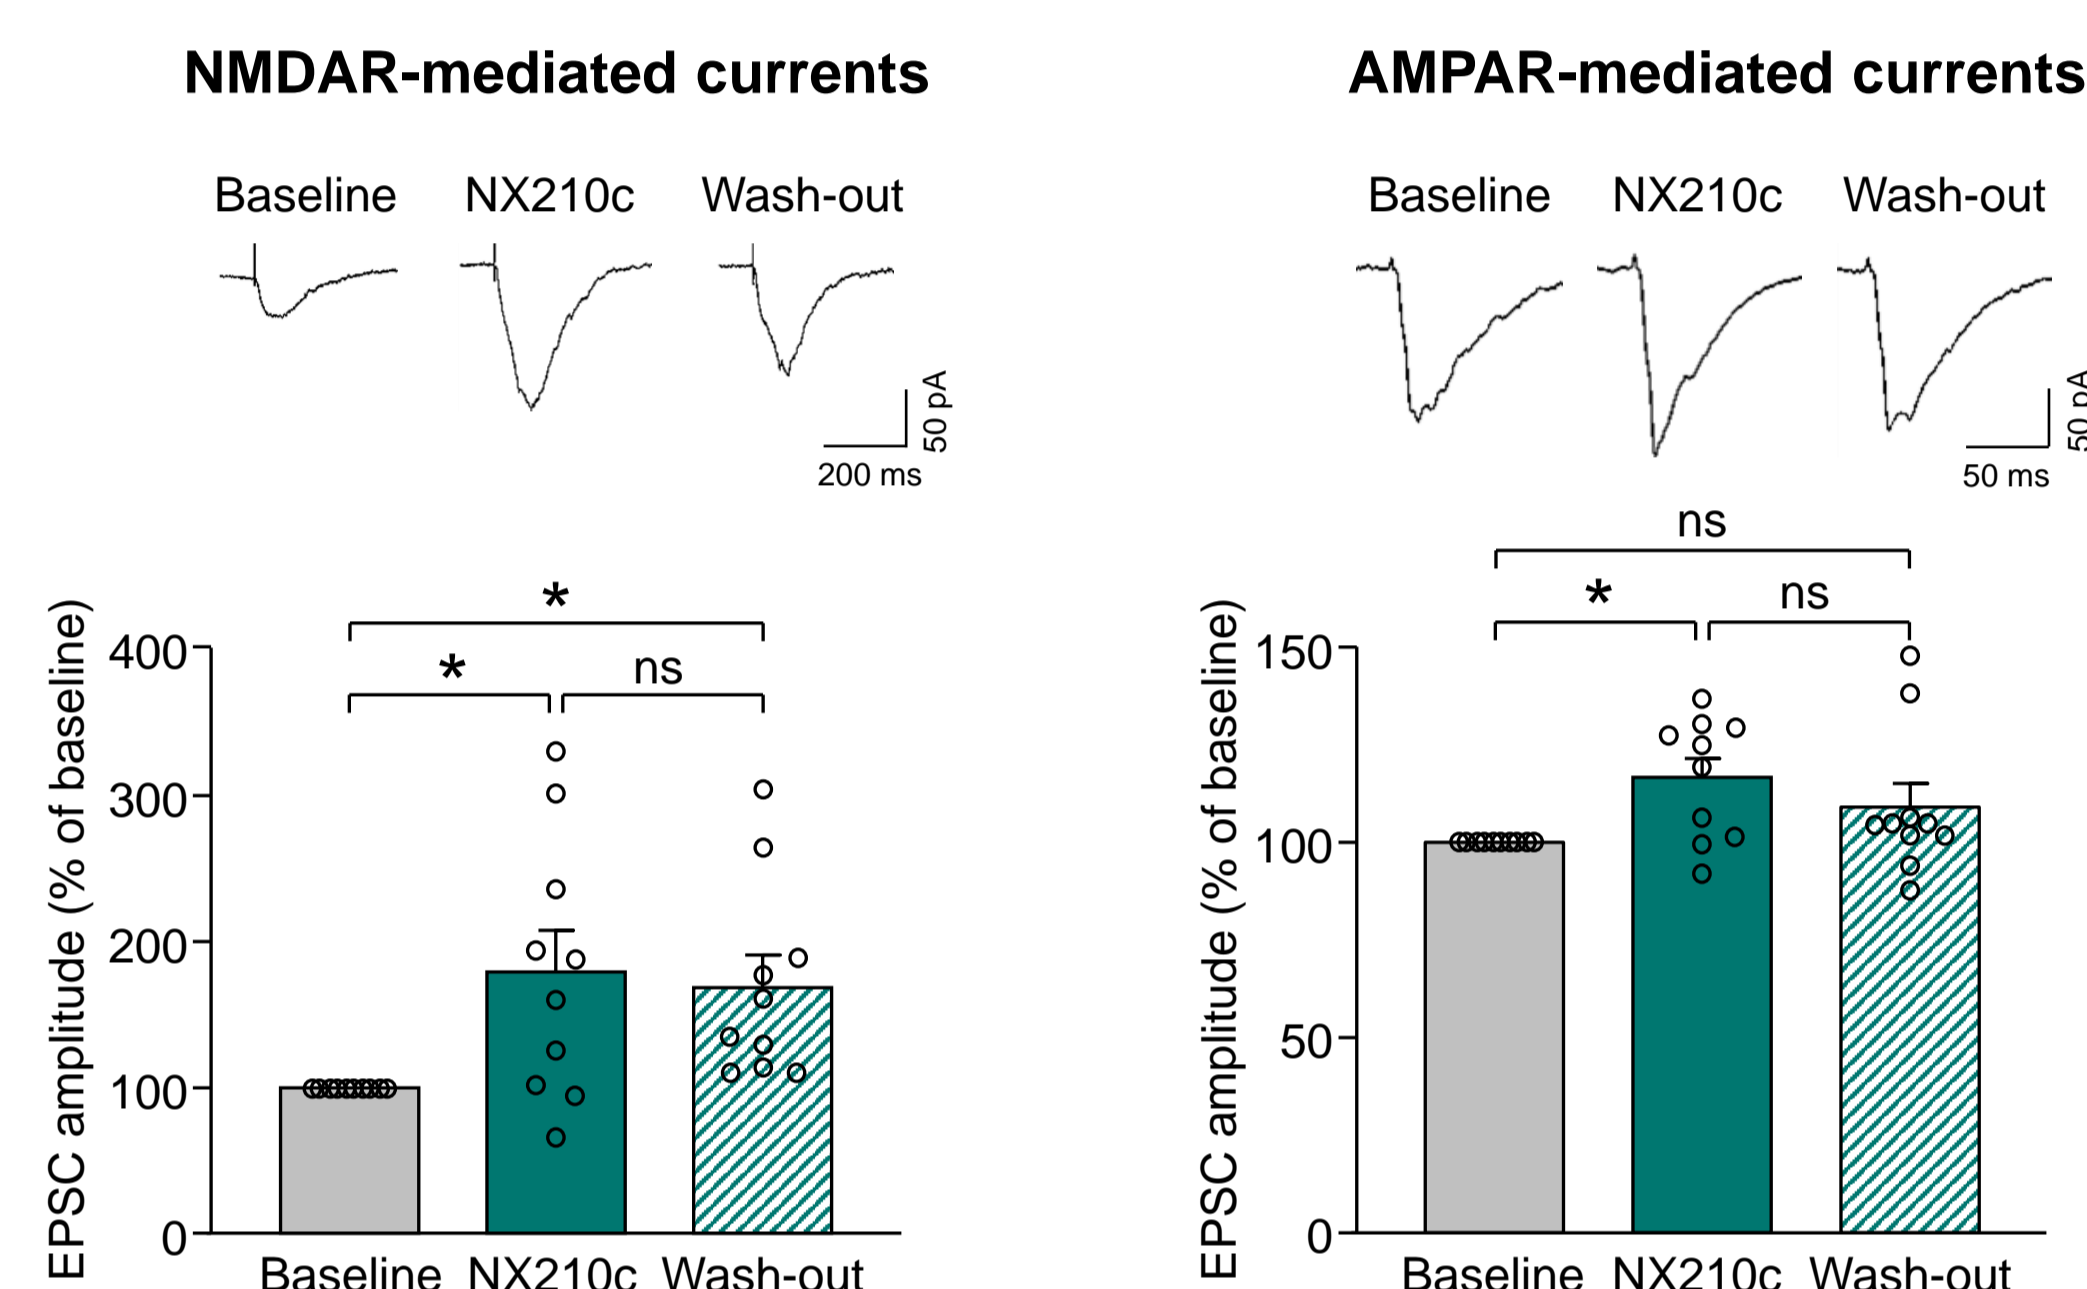 NMDAR-mediated currents
Baseline NX210c Wash-out
50 pA
200 ms
*
* ns
EPSC amplitude (% of baseline)
400
300
200
100
0
Baseline NX210c Wash-out
AMPAR-mediated currents
Baseline NX210c Wash-out
50 pA
50 ms
ns
* ns
EPSC amplitude (% of baseline)
150
100
50
0
Baseline NX210c Wash-out